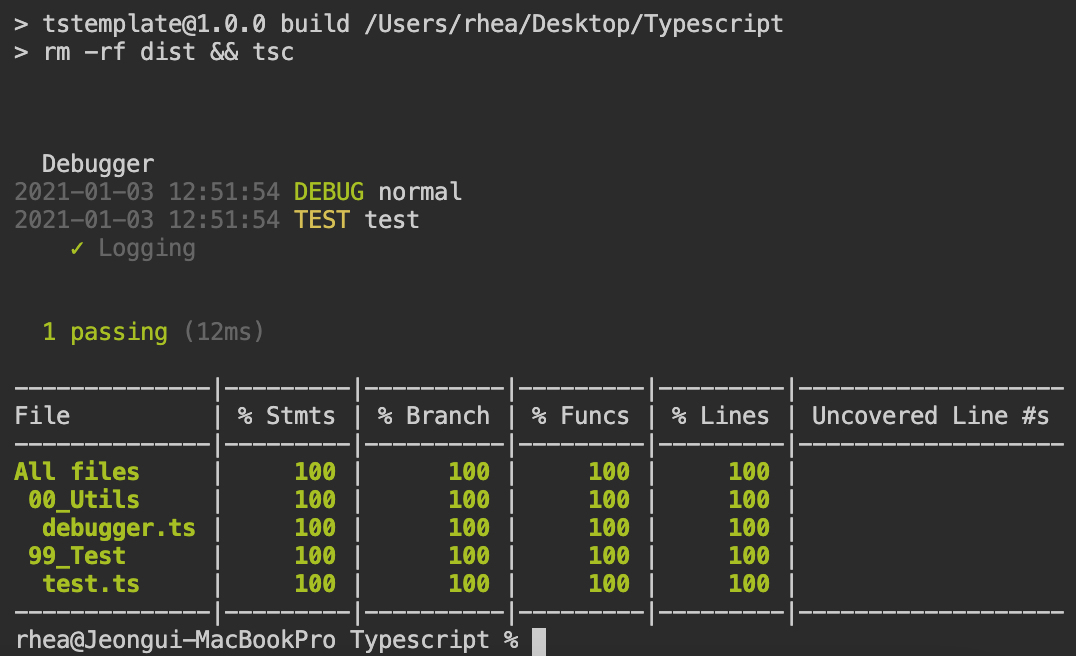 > tstemplate@1.0.0 build /Users/rhea/Desktop/Typescript
> rm -rf dist && tsc
Debugger
2021-01-03 12:51:54 DEBUG normal
2021-01-03 12:51:54 TEST test
✓ Logging
1 passing (12ms)
--------------|---------|----------|---------|---------|-------------------
File          | % Stmts | % Branch | % Funcs | % Lines | Uncovered Line #s
--------------|---------|----------|---------|---------|-------------------
All files     |     100 |      100 |     100 |     100 |
 00_Utils     |     100 |      100 |     100 |     100 |
  debugger.ts |     100 |      100 |     100 |     100 |
 99_Test      |     100 |      100 |     100 |     100 |
  test.ts     |     100 |      100 |     100 |     100 |
--------------|---------|----------|---------|---------|-------------------
rhea@Jeongui-MacBookPro Typescript %